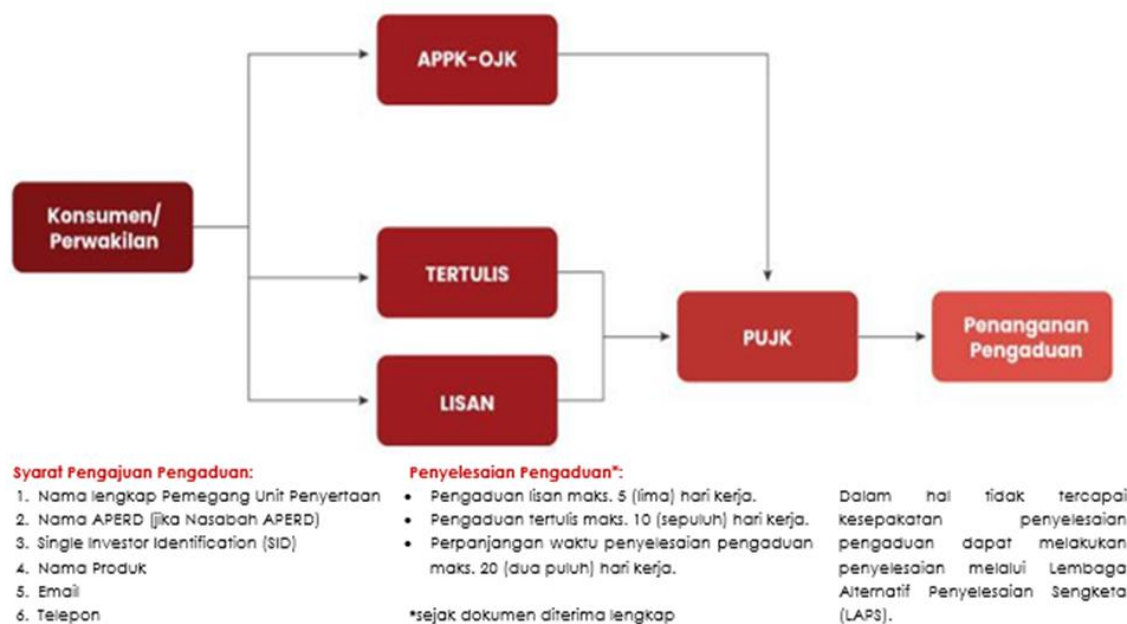 APPK-OJK
Konsumen/
Perwakilan
TERTULIS
LISAN
PUJK
Penanganan
Pengaduan
Syarat Pengajuan Pengaduan:
1. Nama lengkap Pemegang Unit Penyertaan
2. Nama APERD (jika Nasabah APERD)
3. Single Investor Identification (SID)
4. Nama Produk
5. Email
6. Telepon
Penyelesaian Pengaduan*:
• Pengaduan lisan maks. 5 (lima) hari kerja.
• Pengaduan tertulis maks. 10 (sepuluh) hari kerja.
• Perpanjangan waktu penyelesaian pengaduan
maks. 20 (dua puluh) hari kerja.
*sejak dokumen diterima lengkap
Dalam hal tidak tercapai
kesepakatan penyelesaian
pengaduan dapat melakukan
penyelesaian melalui Lembaga
Alternatif Penyelesaian Sengketa
(LAPS).